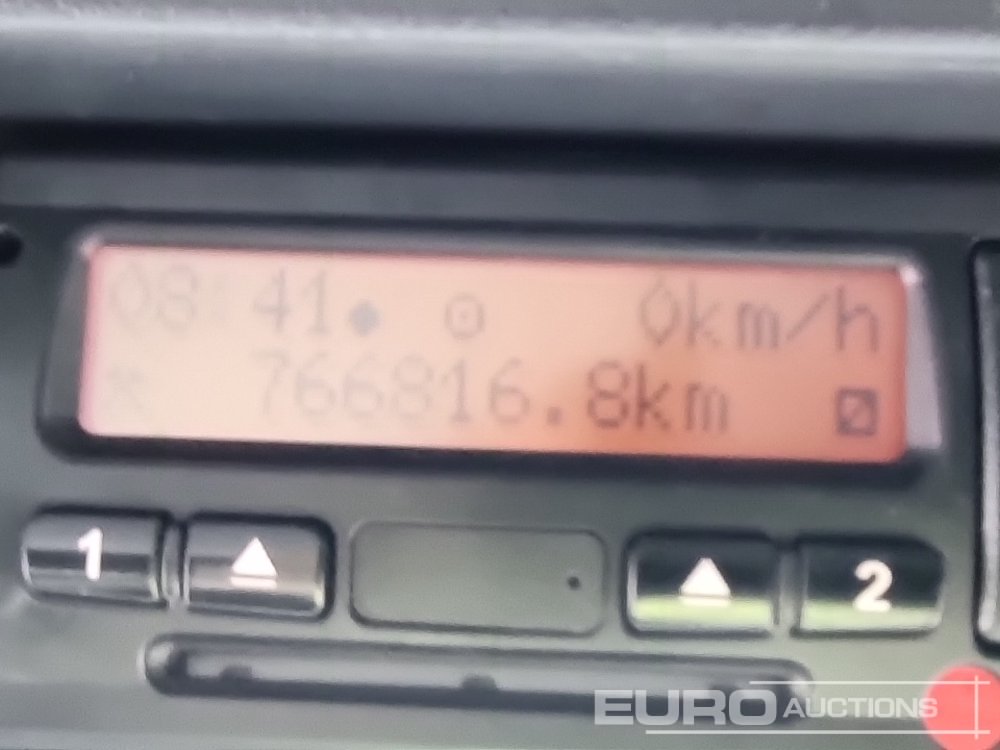 08:41 0km/h
766816.8km
1 2
EURO AUCTIONS